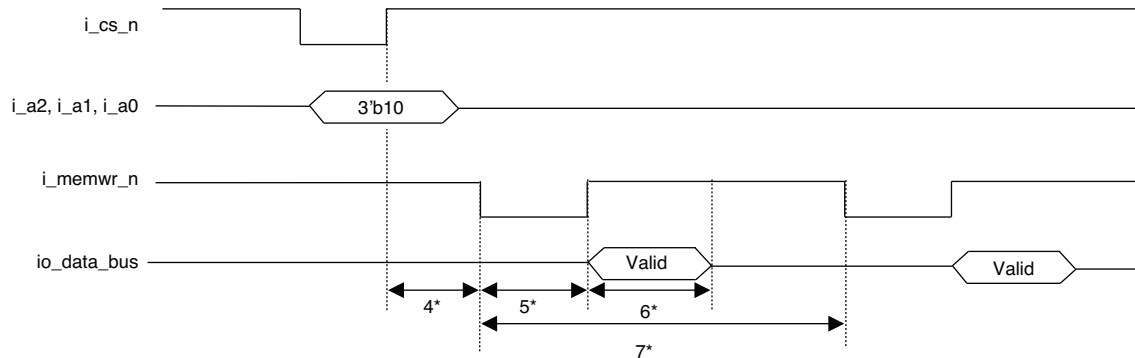 i_cs_n
i_a2, i_a1, i_a0
3'b10
i_memwr_n
io_data_bus
Valid
Valid
4*
5*
6*
7*